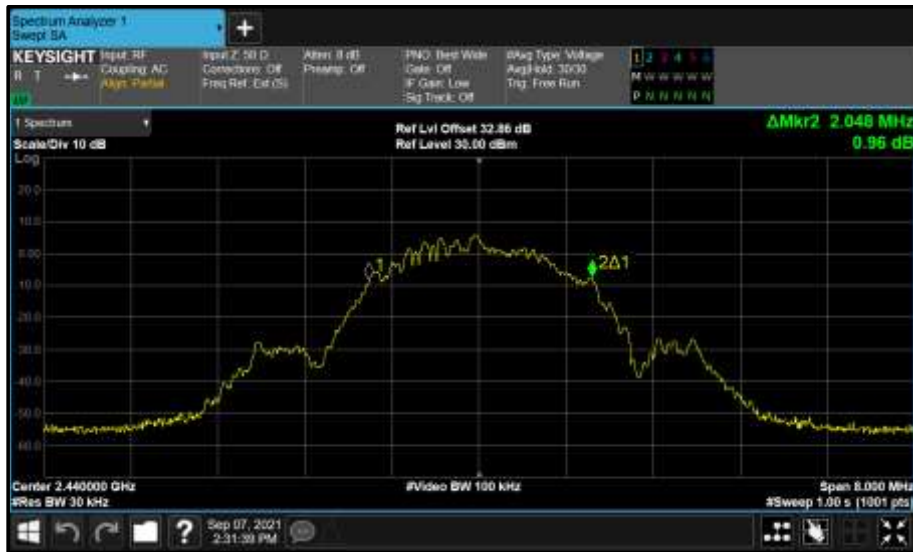 Spectrum Analyzer 1
Swept SA
+
KEYSIGHT
R T
Input: RF
Coupling: AC
Align: Partial
Input Z: 50 Ω
Corrections: Off
Freq Ref: Ext (S)
Atten: 8 dB
Preamp: Off
PNO: Best Wide
Gate: Off
IF Gain: Low
Sig Track: Off
#Avg Type: Voltage
Avg|Hold: 30/30
Trig: Free Run
1 2 3 4 5 6
M W W W W W
P N N N N N
1 Spectrum
Scale/Div 10 dB
Ref Lvl Offset 32.86 dB
Ref Level 30.00 dBm
ΔMkr2 2.048 MHz
0.96 dB
Log
20.0
10.0
0.00
-10.0
-20.0
-30.0
-40.0
-50.0
-60.0
1
2Δ1
Center 2.440000 GHz
#Res BW 30 kHz
#Video BW 100 kHz
Span 8.000 MHz
#Sweep 1.00 s (1001 pts)
?
Sep 07, 2021
2:31:39 PM